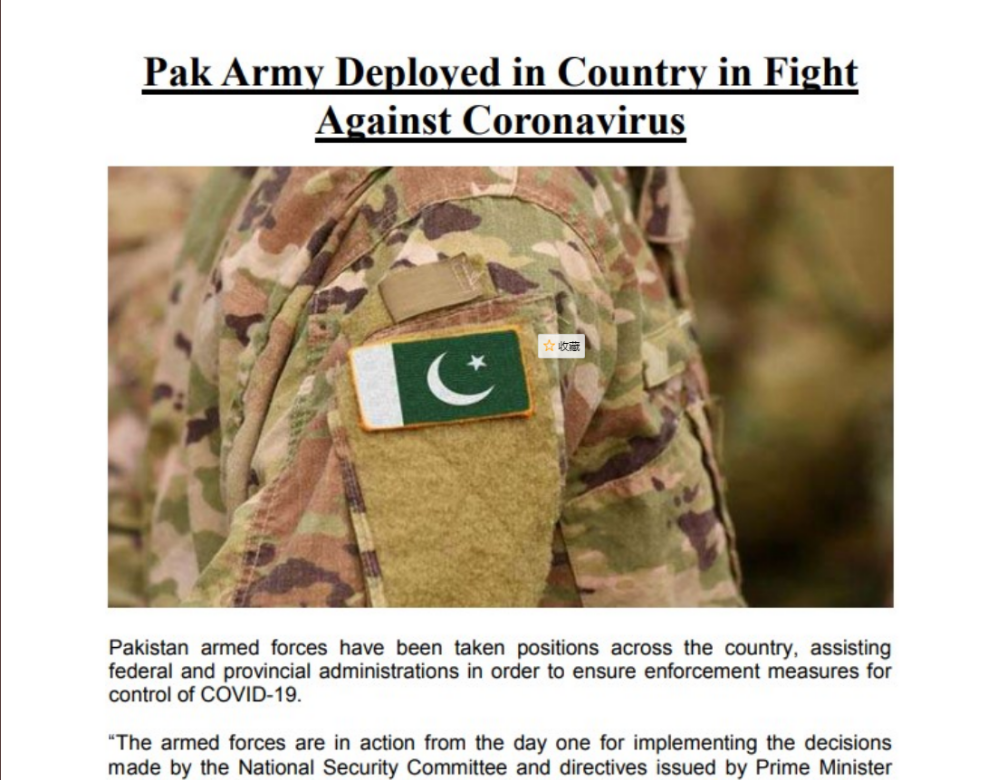 Pak Army Deployed in Country in Fight
Against Coronavirus
收藏
Pakistan armed forces have been taken positions across the country, assisting
federal and provincial administrations in order to ensure enforcement measures for
control of COVID-19.
“The armed forces are in action from the day one for implementing the decisions
made by the National Security Committee and directives issued by Prime Minister